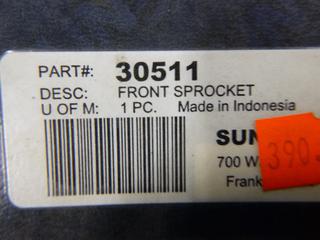 PART#: 30511
DESC: FRONT SPROCKET
U OF M: 1 PC. Made in Indonesia
SUN
700 W
Frank
390.